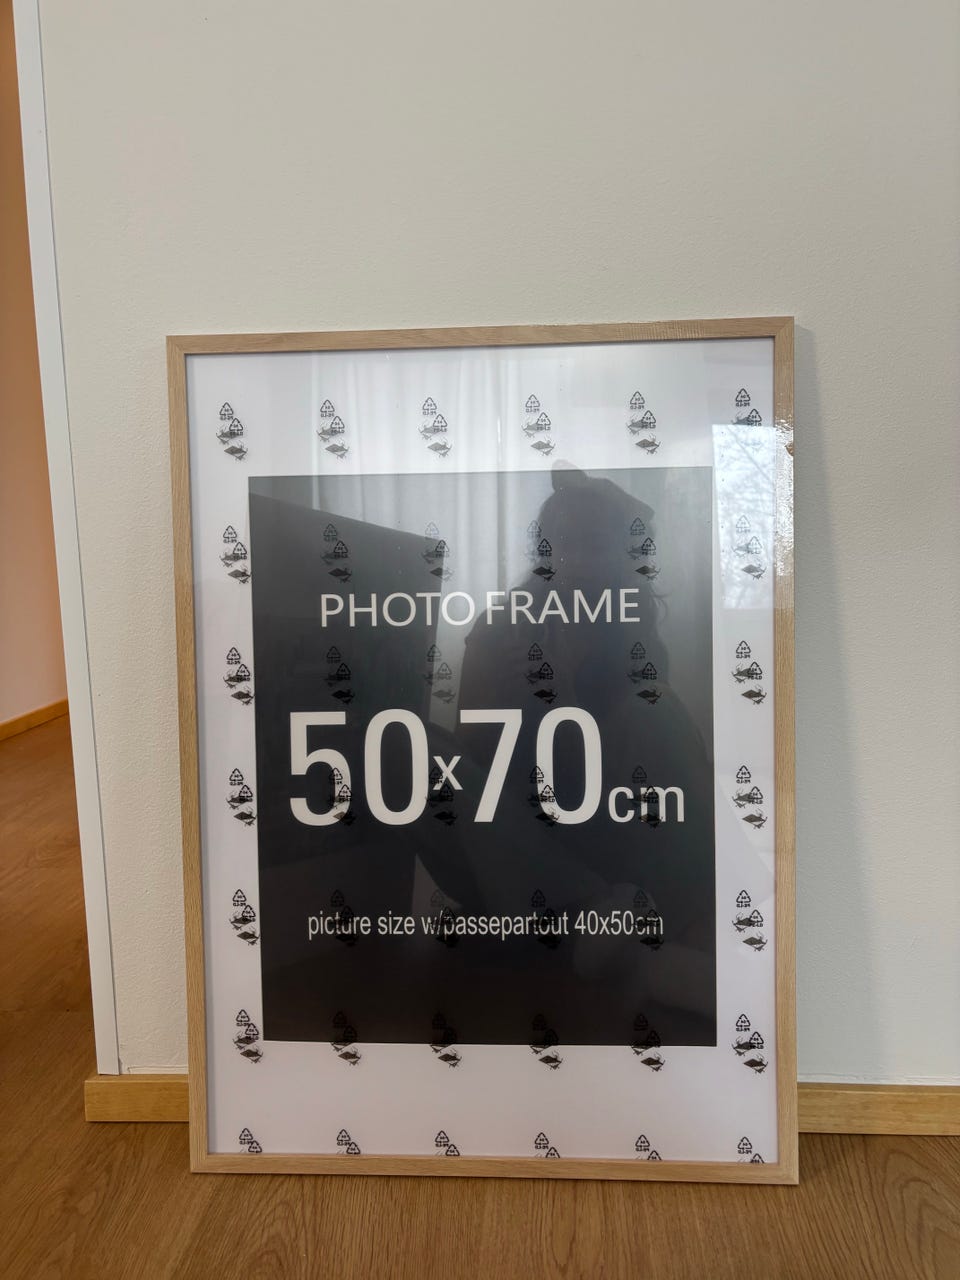 PHOTO FRAME
50x70cm
picture size w/passepartout 40x50cm